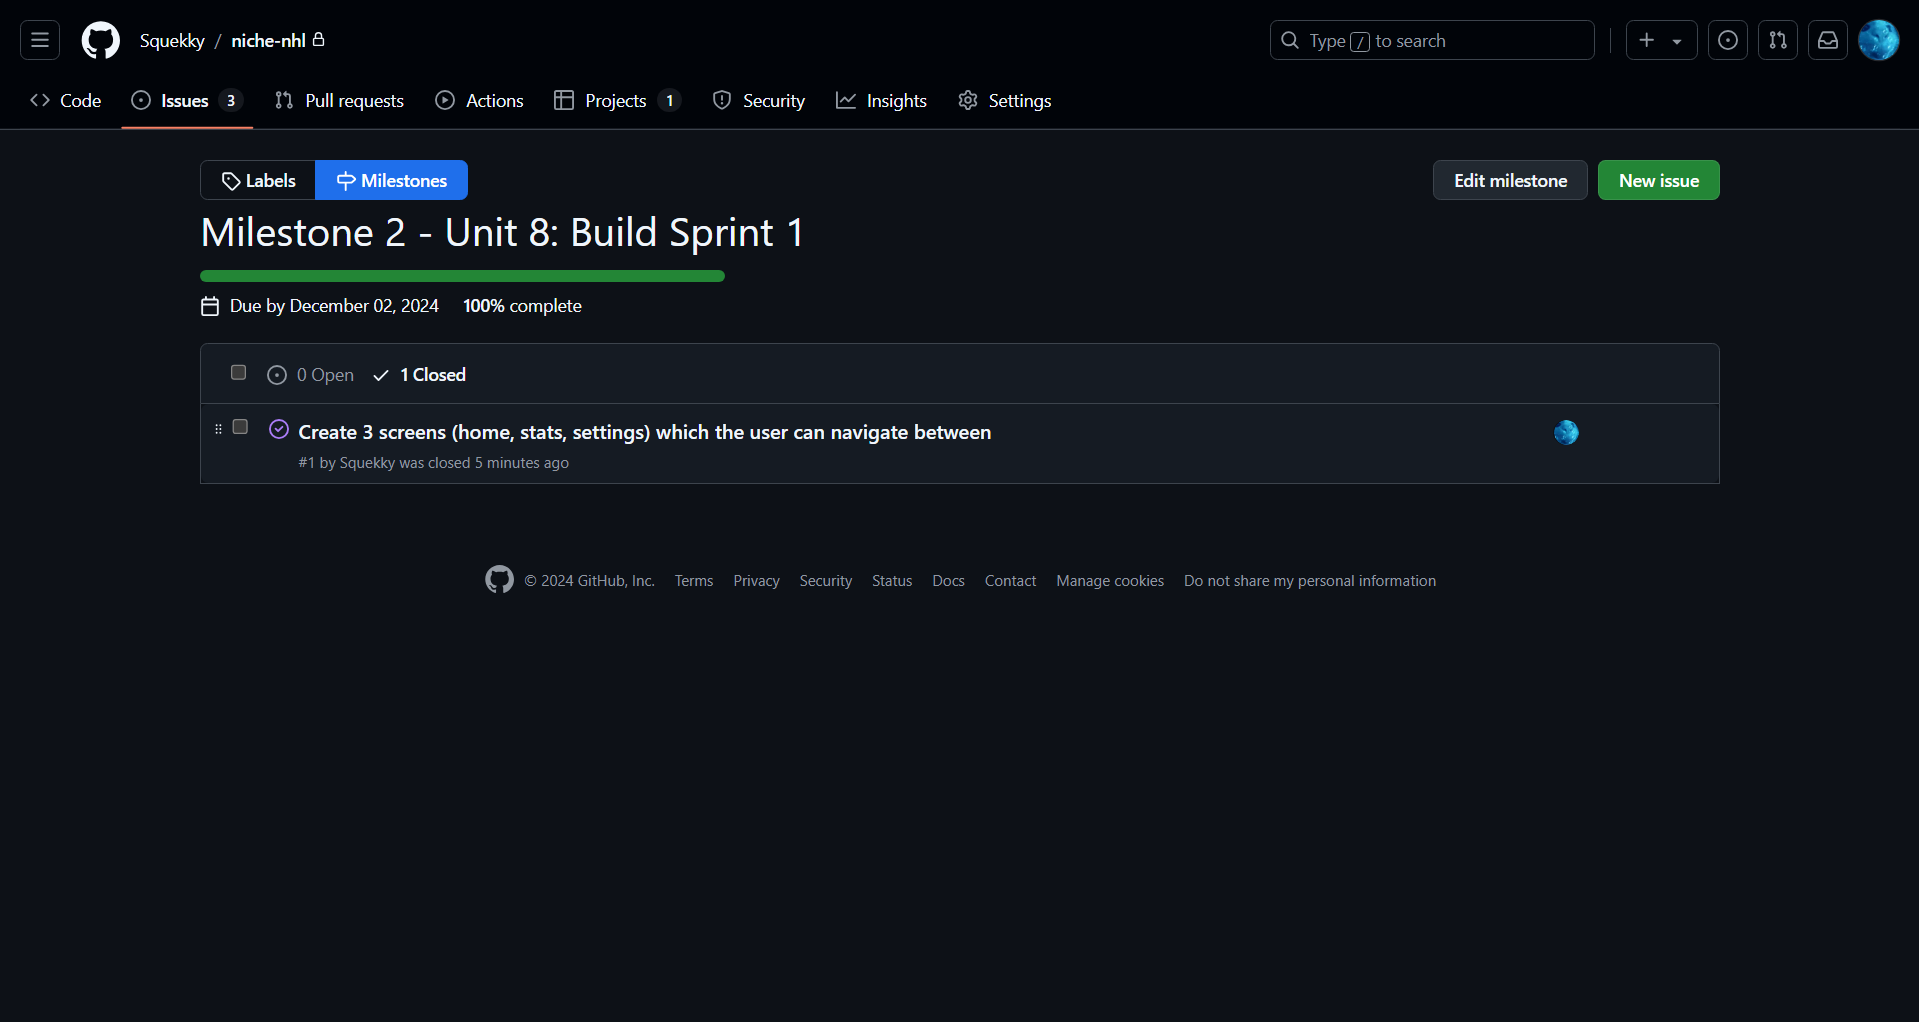 Squekky / niche-nhl
Type / to search
Code
Issues 3
Pull requests
Actions
Projects 1
Security
Insights
Settings
Labels
Milestones
Edit milestone
New issue
Milestone 2 - Unit 8: Build Sprint 1
Due by December 02, 2024 100% complete
0 Open 1 Closed
Create 3 screens (home, stats, settings) which the user can navigate between
#1 by Squekky was closed 5 minutes ago
© 2024 GitHub, Inc. Terms Privacy Security Status Docs Contact Manage cookies Do not share my personal information